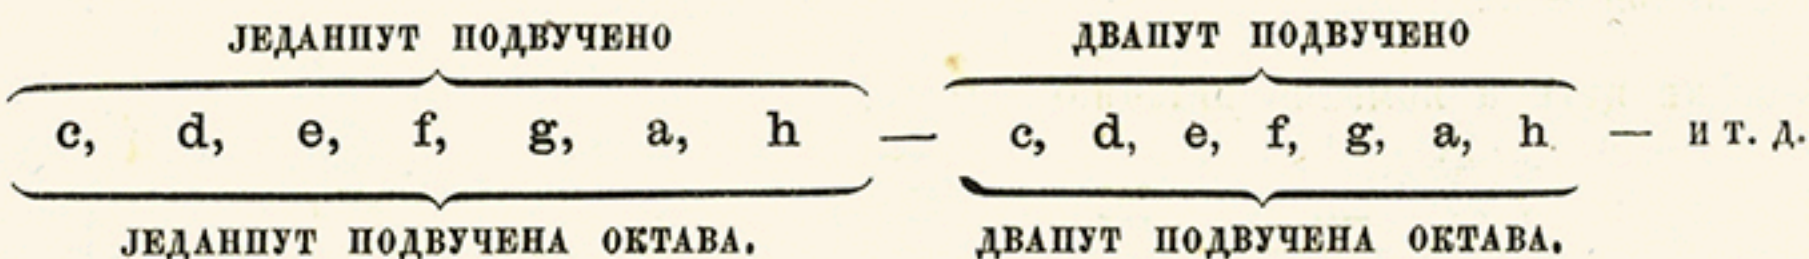 ЈЕДАНПУТ ПОДВУЧЕНО ДВАПУТ ПОДВУЧЕНО
c, d, e, f, g, a, h — c, d, e, f, g, a, h — и т. д.
ЈЕДАНПУТ ПОДВУЧЕНА ОКТАВА. ДВАПУТ ПОДВУЧЕНА ОКТАВА.